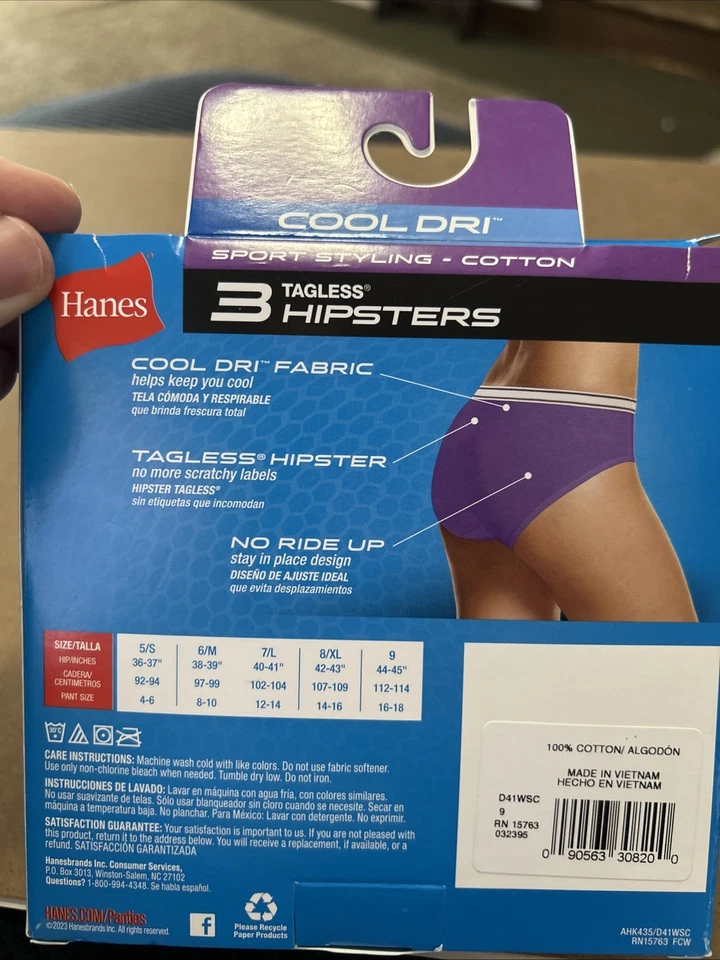 COOL DRI™
SPORT STYLING - COTTON
Hanes
3 TAGLESS®
HIPSTERS
COOL DRI™ FABRIC
helps keep you cool
TELA CÓMODA Y RESPIRABLE
que brinda frescura total
TAGLESS® HIPSTER
no more scratchy labels
HIPSTER TAGLESS®
sin etiquetas que incomodan
NO RIDE UP
stay in place design
DISEÑO DE AJUSTE IDEAL
que evita desplazamientos
SIZE/TALLA 5/S 6/M 7/L 8/XL 9
HIP/INCHES 36-37" 38-39" 40-41" 42-43" 44-45"
CADERA/
CENTIMETROS 92-94 97-99 102-104 107-109 112-114
PANT SIZE 4-6 8-10 12-14 14-16 16-18
30°C
CARE INSTRUCTIONS: Machine wash cold with like colors. Do not use fabric softener.
Use only non-chlorine bleach when needed. Tumble dry low. Do not iron.
INSTRUCCIONES DE LAVADO: Lavar en máquina con agua fría, con colores similares.
No usar suavizante de telas. Sólo usar blanqueador sin cloro cuando se necesite. Secar en
máquina a temperatura baja. No planchar. Para México: Lavar con detergente. No exprimir.
SATISFACTION GUARANTEE: Your satisfaction is important to us. If you are not pleased with
this product, return it to the address below. You will receive a replacement, if available, or a
refund. SATISFACCIÓN GARANTIZADA
Hanesbrands Inc. Consumer Services,
P.O. Box 3013, Winston-Salem, NC 27102
Questions? 1-800-994-4348. Se habla español.
HANES.COM/Panties
©2023 Hanesbrands Inc. All rights reserved.
f
Please Recycle
Paper Products
100% COTTON/ ALGODÓN
MADE IN VIETNAM
HECHO EN VIETNAM
D41WSC
9
RN 15763
032395
0 90563 30820 0
AHK435/D41WSC
RN15763 FCW